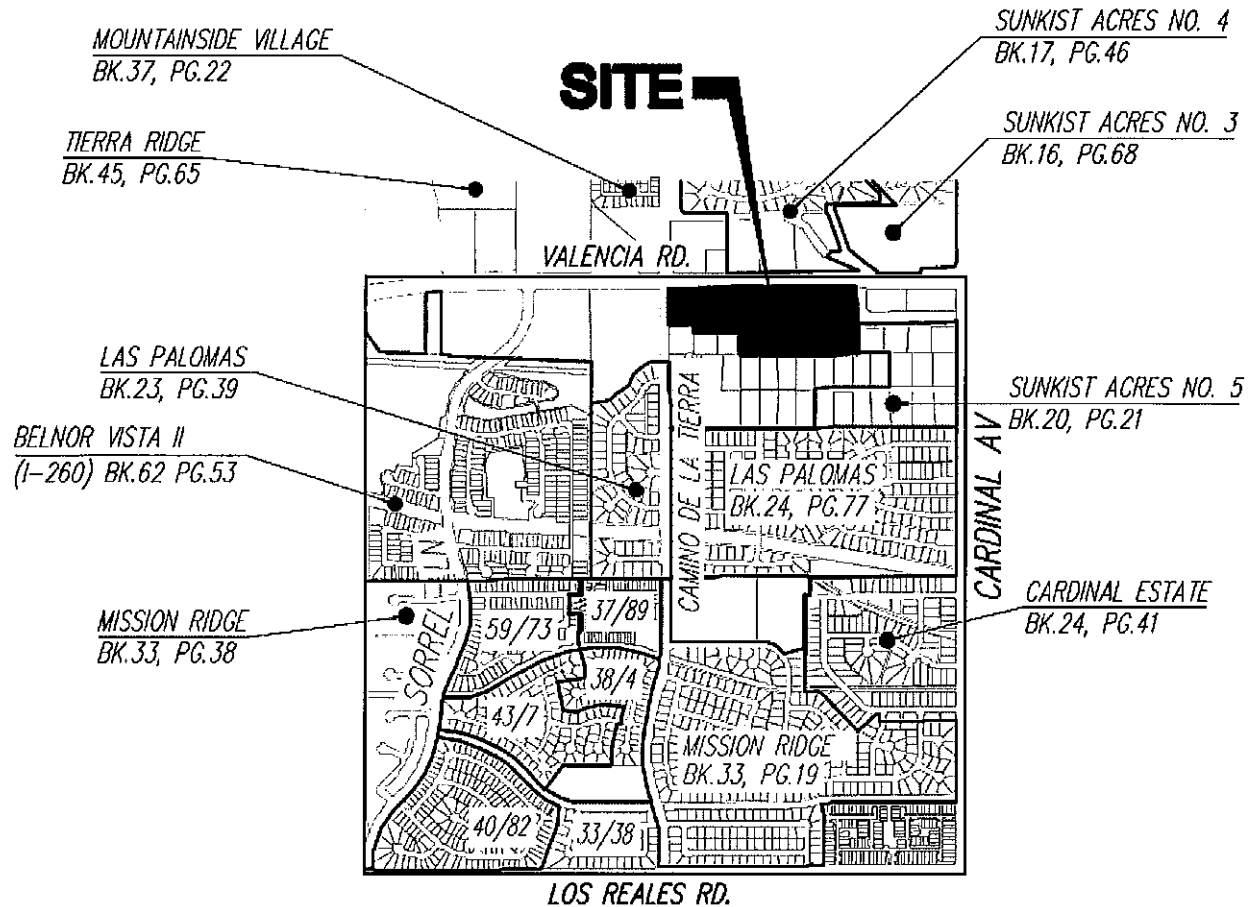 MOUNTAINSIDE VILLAGE
BK.37, PG.22
SUNKIST ACRES NO. 4
BK.17, PG.46
SITE
TIERRA RIDGE
BK.45, PG.65
SUNKIST ACRES NO. 3
BK.16, PG.68
VALENCIA RD.
LAS PALOMAS
BK.23, PG.39
SUNKIST ACRES NO. 5
BK.20, PG.21
BELNOR VISTA II
(I-260) BK.62 PG.53
CAMINO DE LA TIERRA
LAS PALOMAS
BK.24, PG.77
CARDINAL AV
CARDINAL ESTATE
BK.24, PG.41
MISSION RIDGE
BK.33, PG.38
SORREL LN
59/73
37/89
38/4
43/7
MISSION RIDGE
BK.33, PG.19
40/82
33/38
LOS REALES RD.